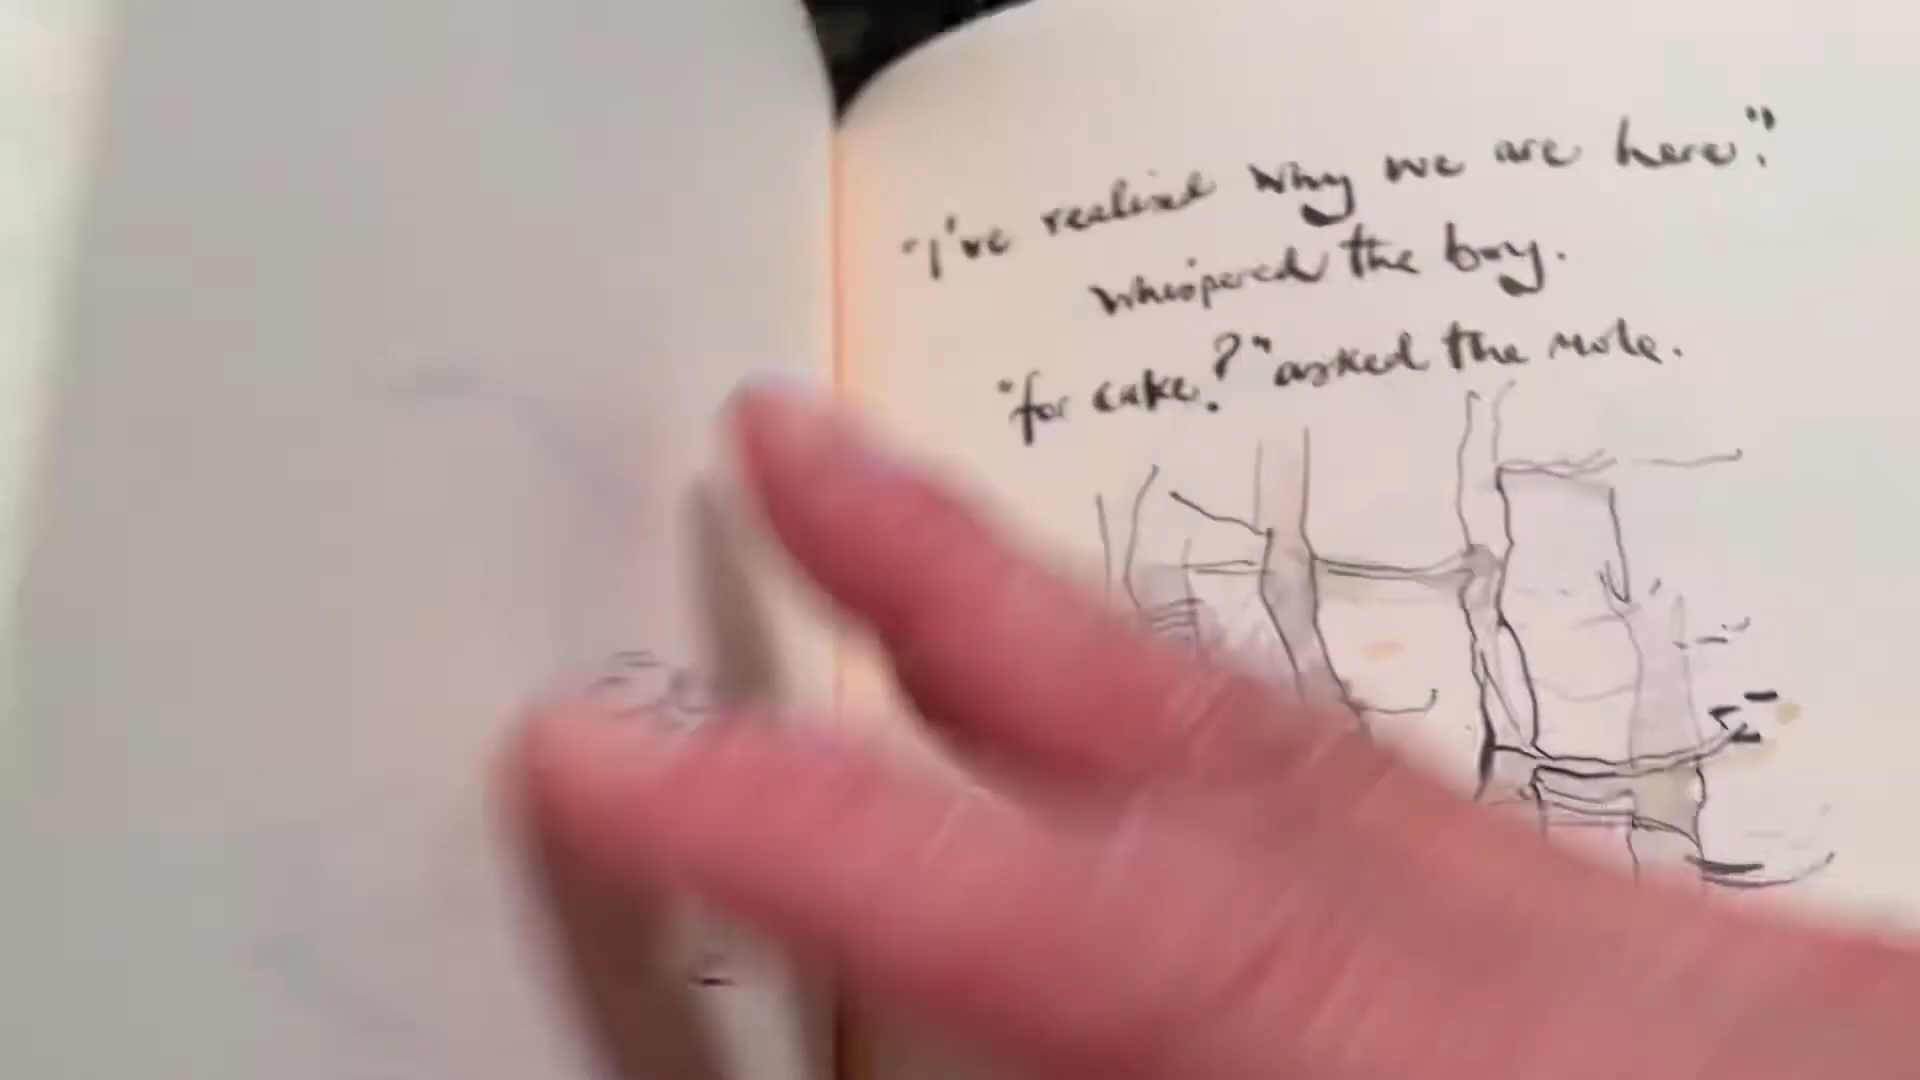 "I've realised why we are here."
whispered the boy.
"for cake?" asked the mole.